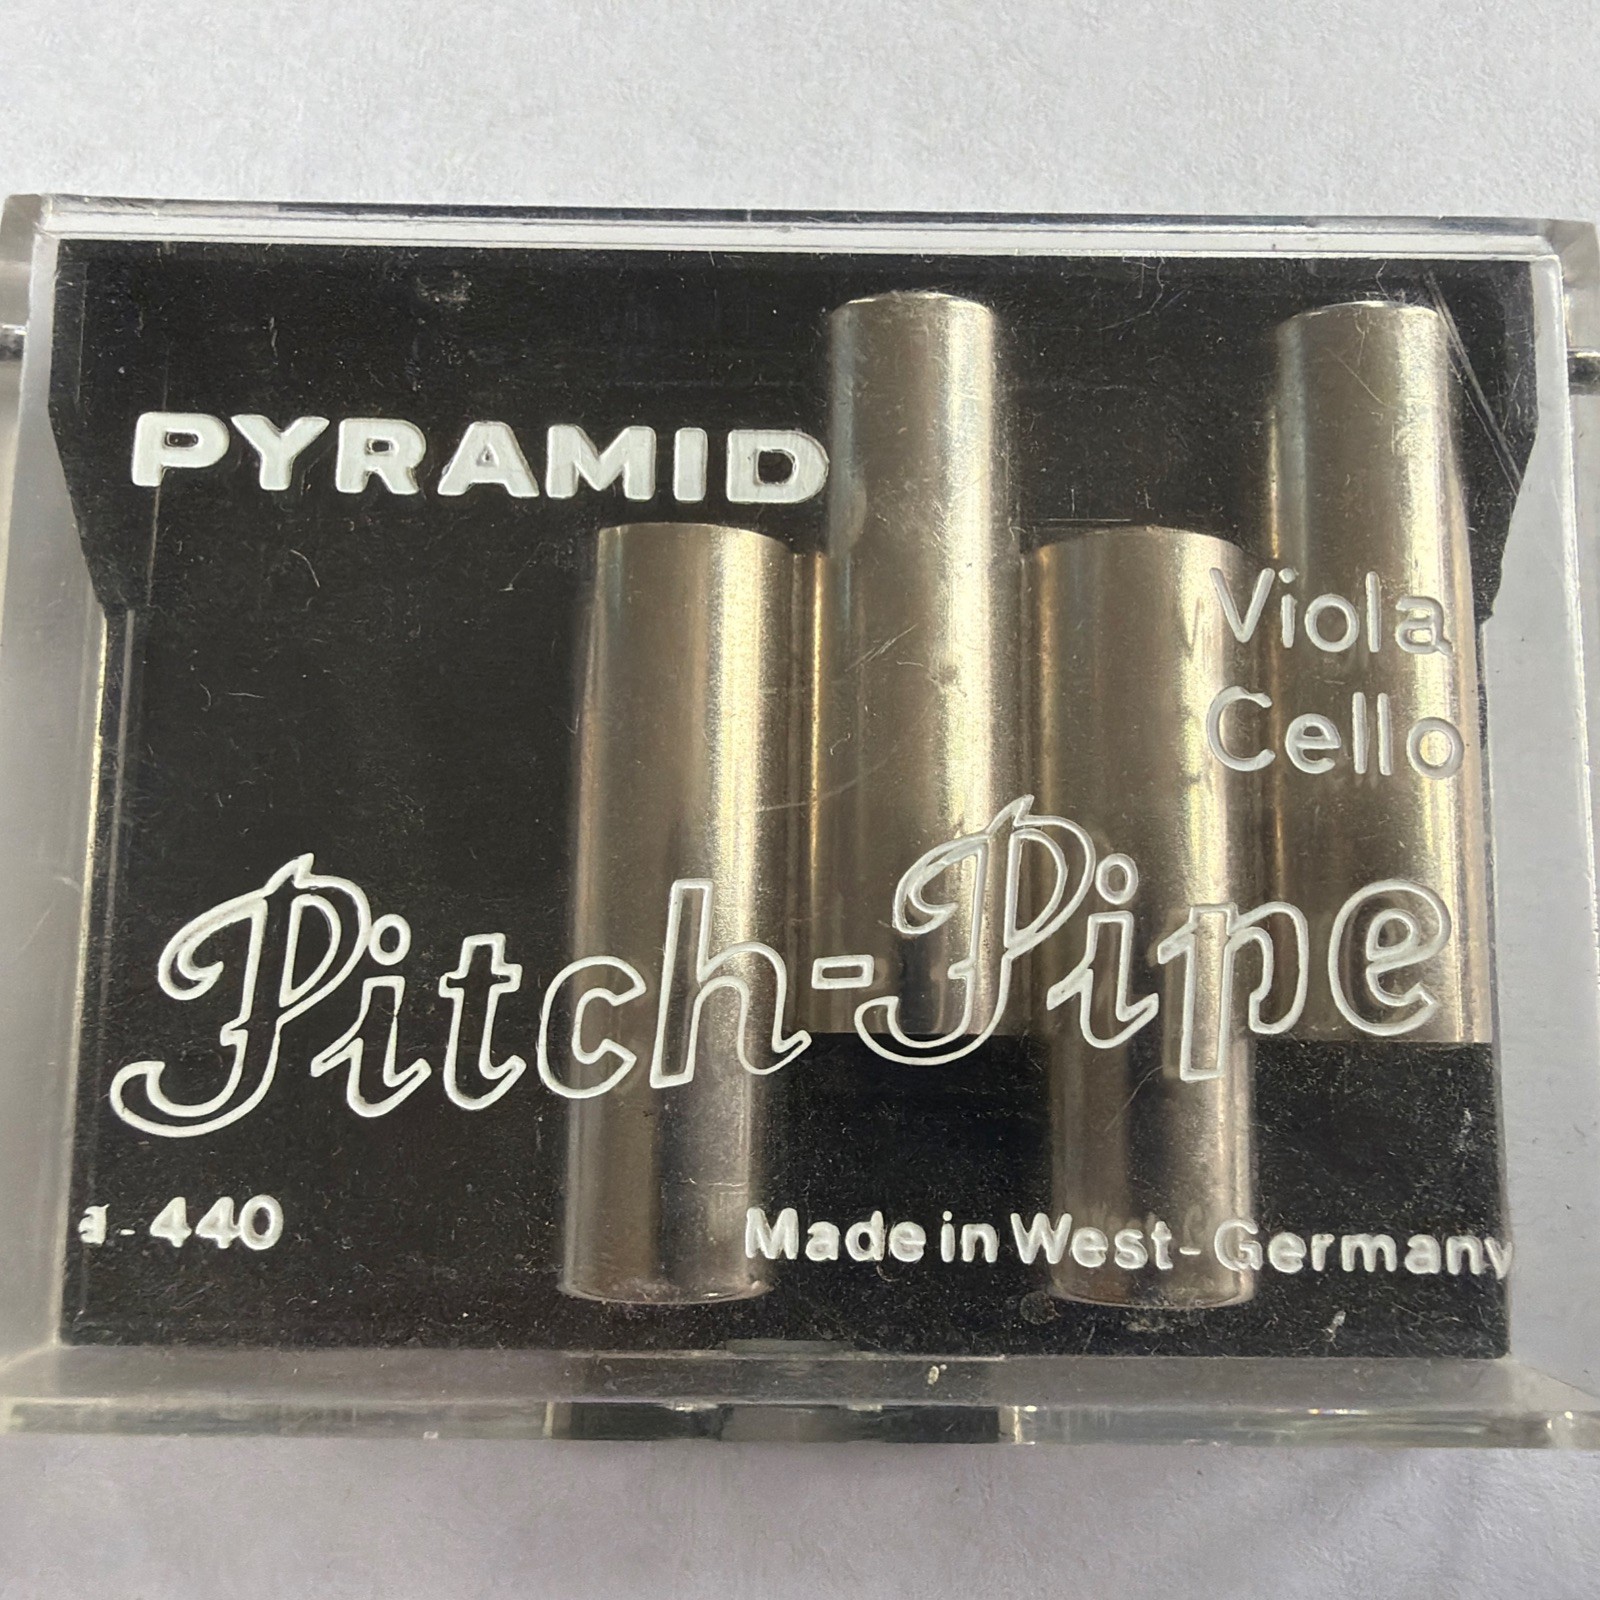 PYRAMID
Viola
Cello
Pitch-Pipe
a-440
Made in West-Germany